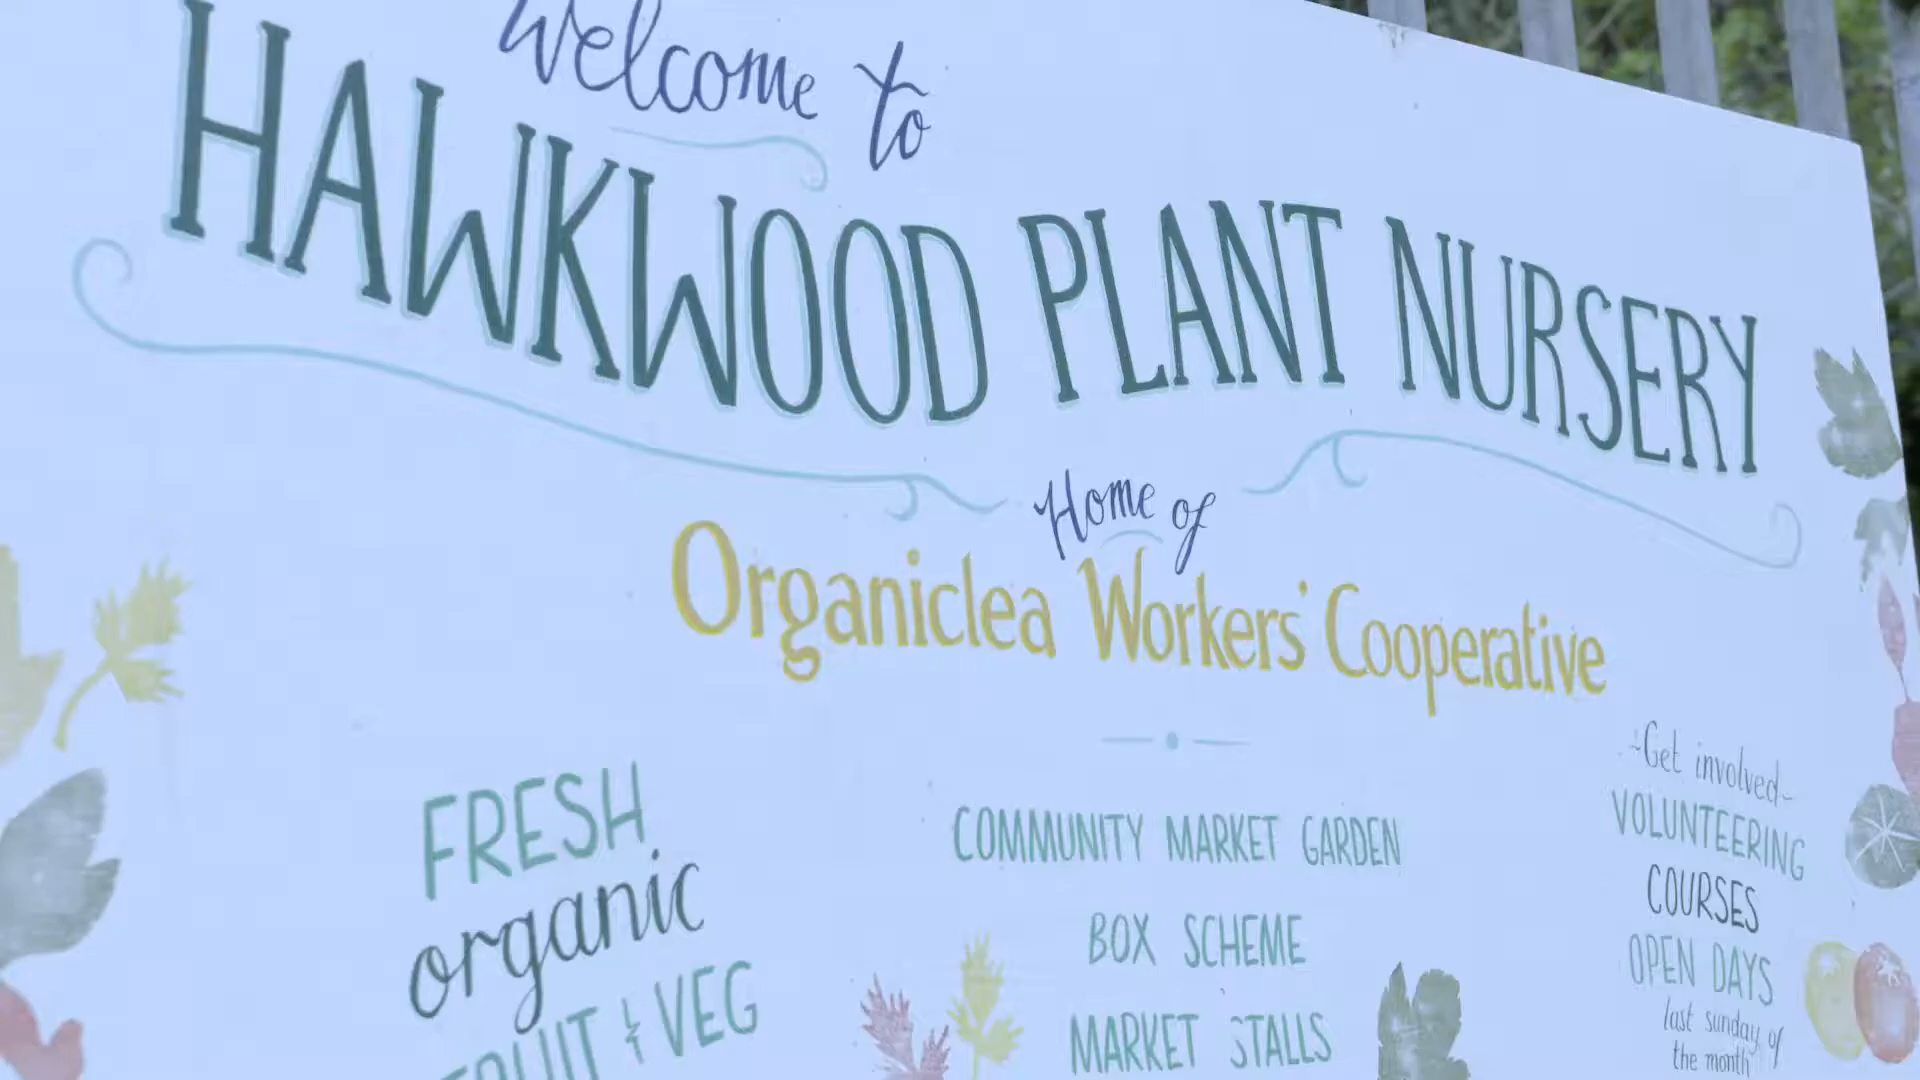 Welcome to
HAWKWOOD PLANT NURSERY
Home of
Organiclea Workers' Cooperative
FRESH
organic
FRUIT & VEG
COMMUNITY MARKET GARDEN
BOX SCHEME
MARKET STALLS
~Get involved~
VOLUNTEERING
COURSES
OPEN DAYS
last sunday of
the month